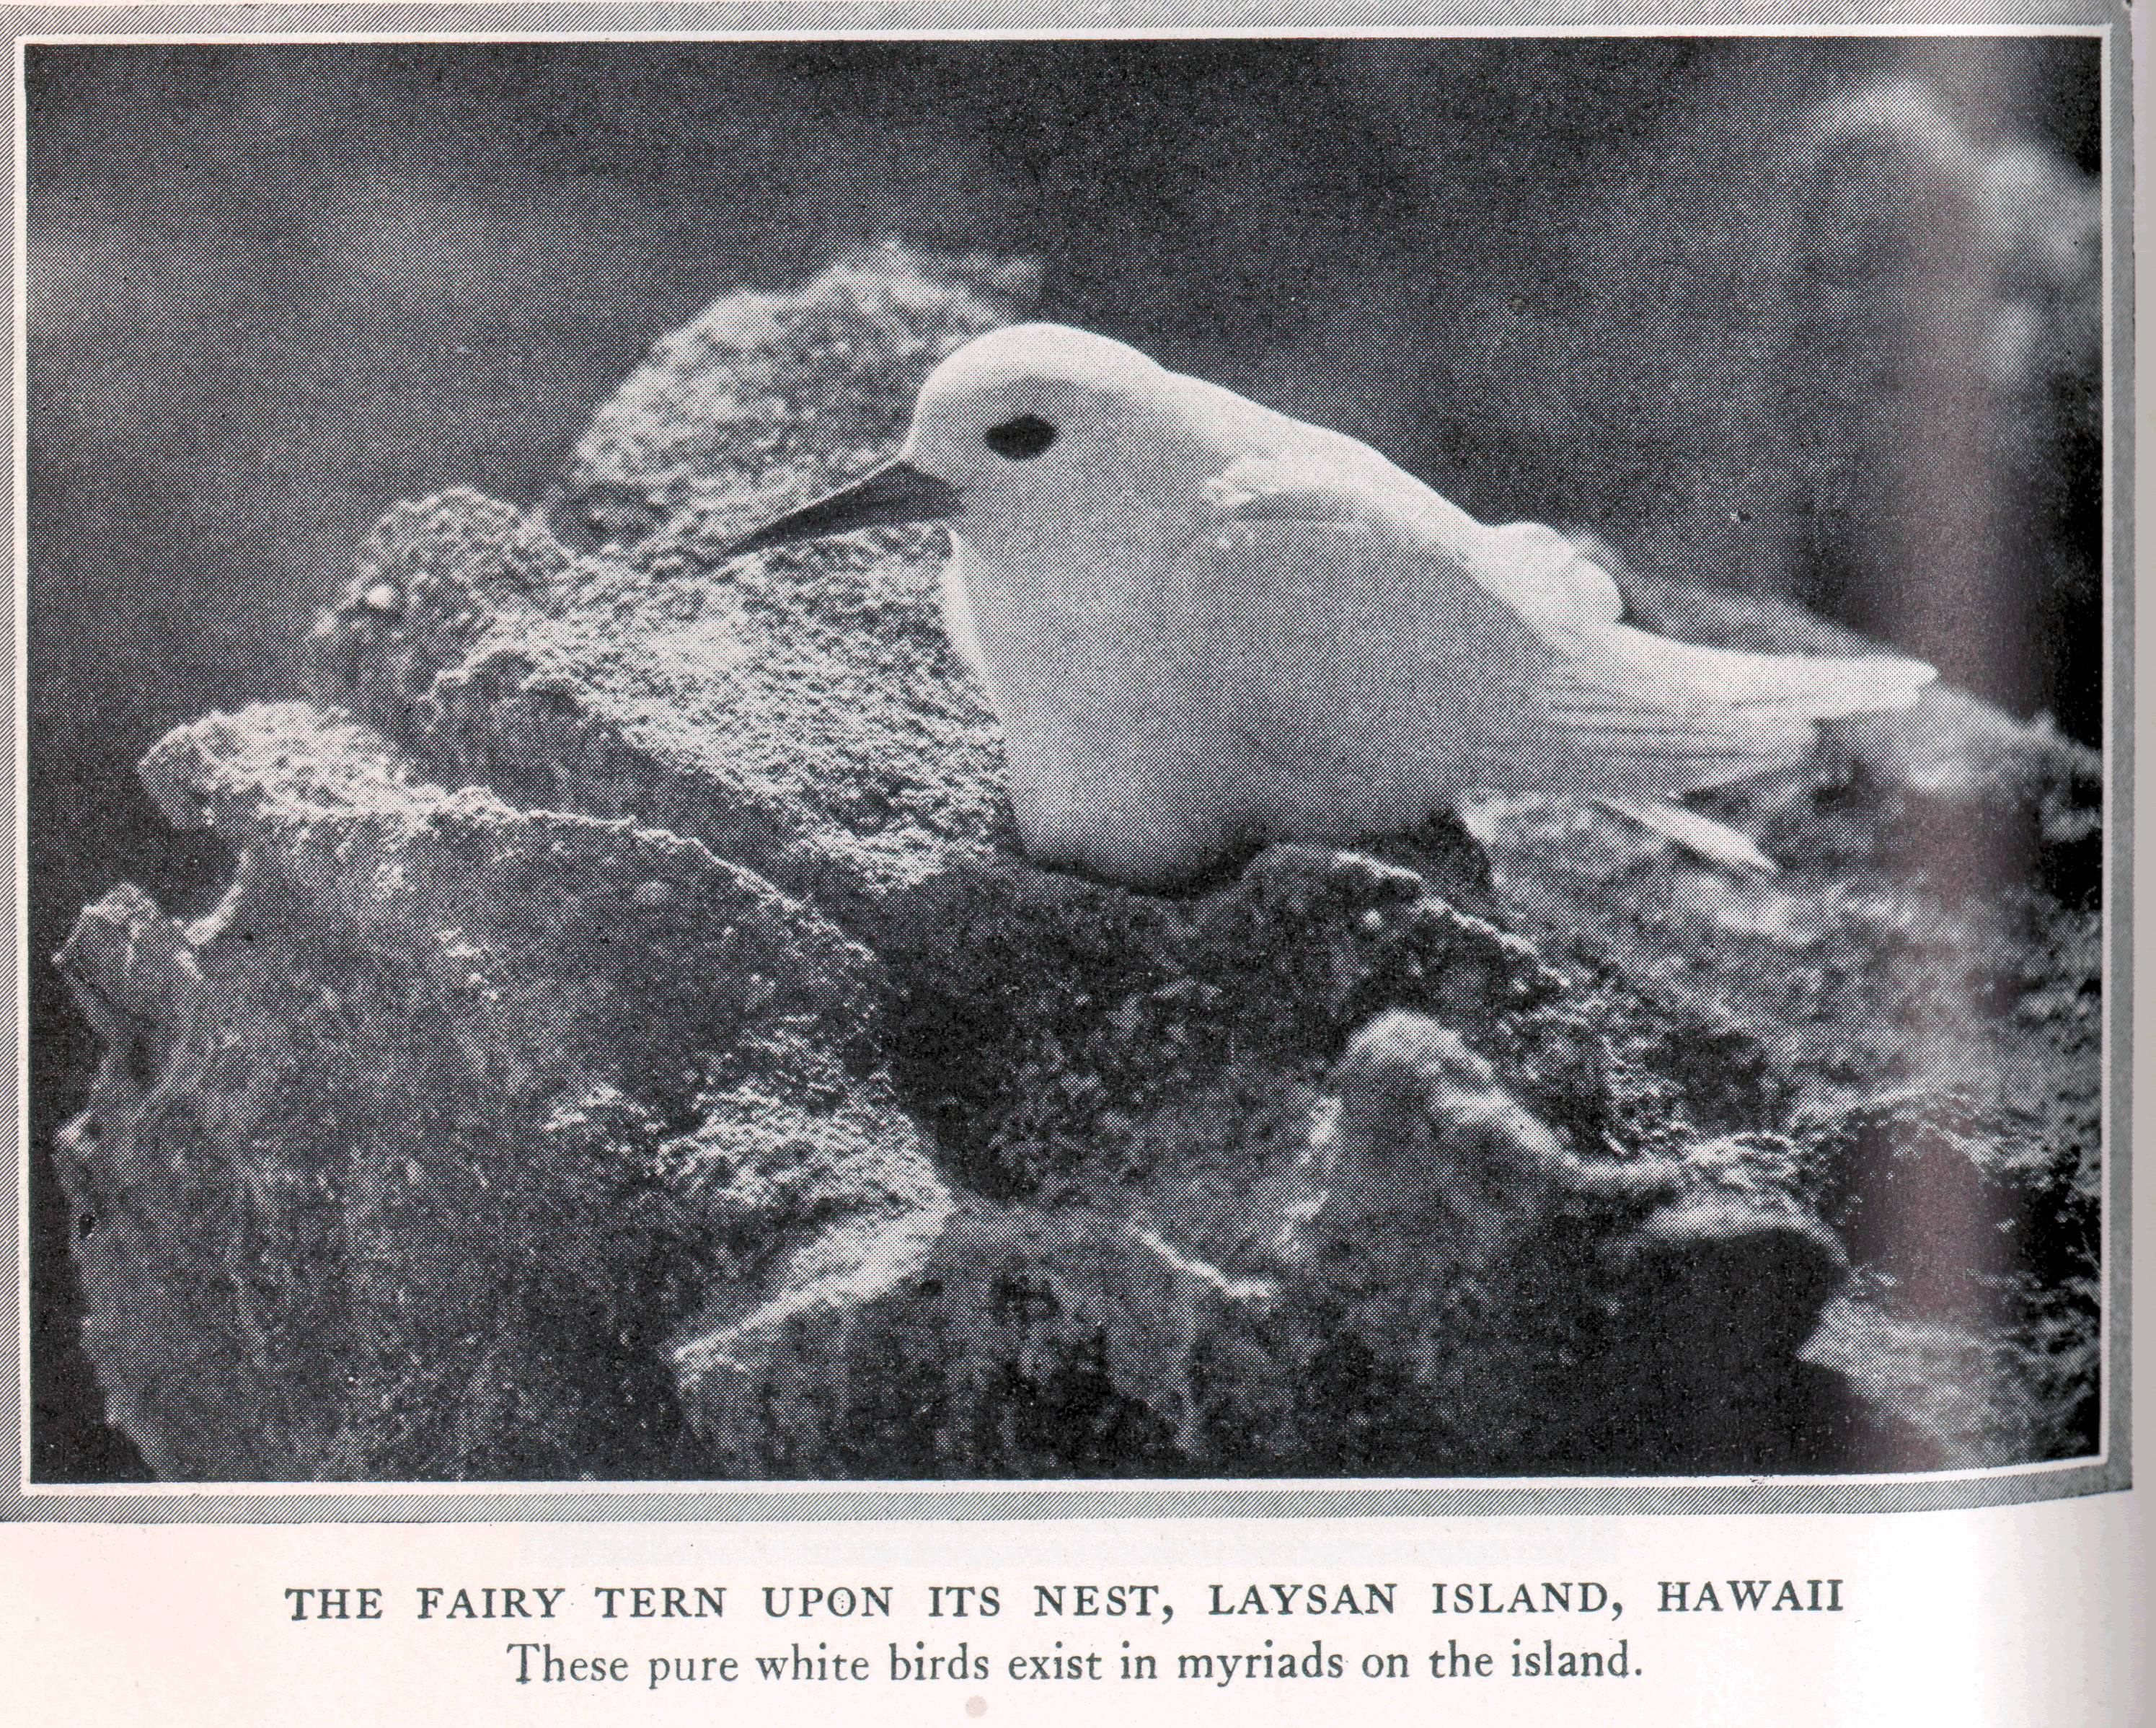 THE FAIRY TERN UPON ITS NEST, LAYSAN ISLAND, HAWAII
These pure white birds exist in myriads on the island.